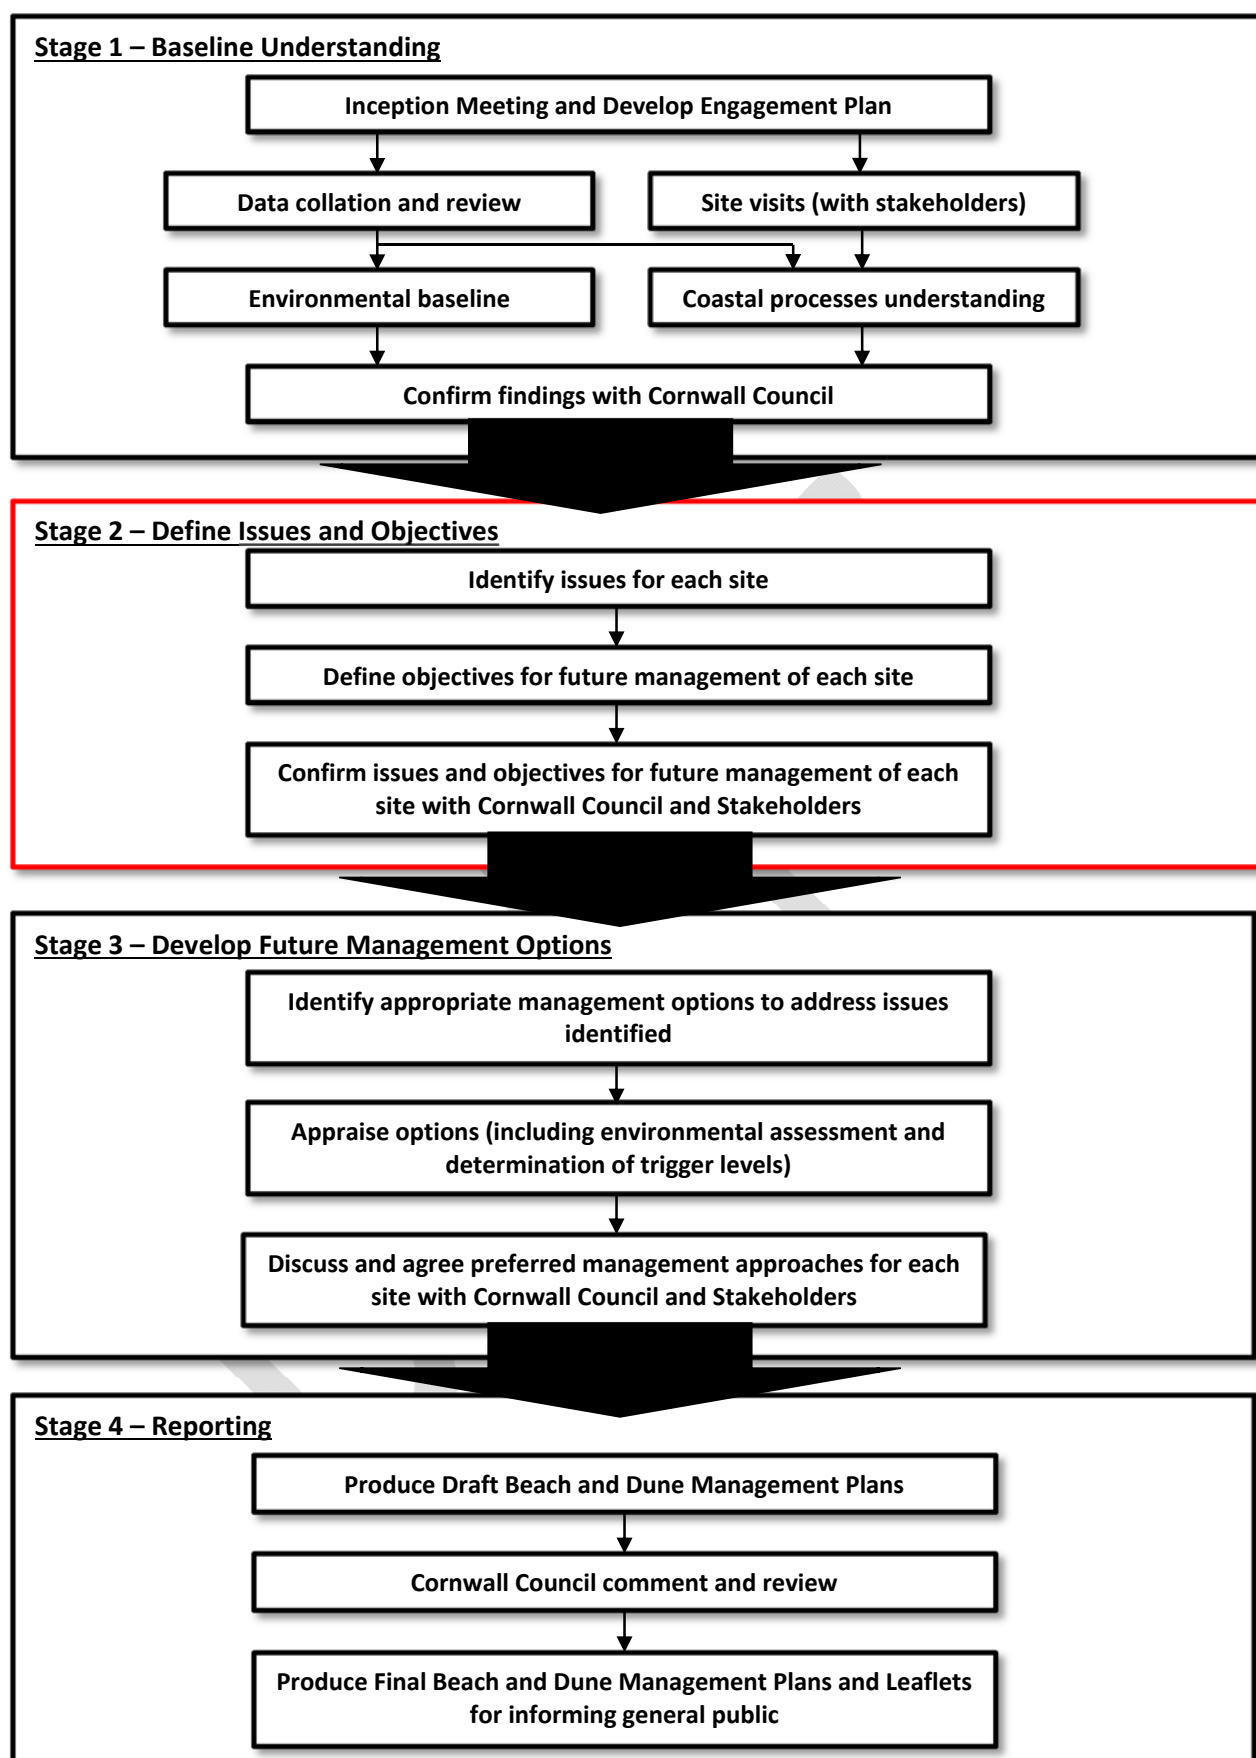 Stage 1 – Baseline Understanding
Inception Meeting and Develop Engagement Plan
Data collation and review
Site visits (with stakeholders)
Environmental baseline
Coastal processes understanding
Confirm findings with Cornwall Council
Stage 2 – Define Issues and Objectives
Identify issues for each site
Define objectives for future management of each site
Confirm issues and objectives for future management of each
site with Cornwall Council and Stakeholders
Stage 3 – Develop Future Management Options
Identify appropriate management options to address issues
identified
Appraise options (including environmental assessment and
determination of trigger levels)
Discuss and agree preferred management approaches for each
site with Cornwall Council and Stakeholders
Stage 4 – Reporting
Produce Draft Beach and Dune Management Plans
Cornwall Council comment and review
Produce Final Beach and Dune Management Plans and Leaflets
for informing general public